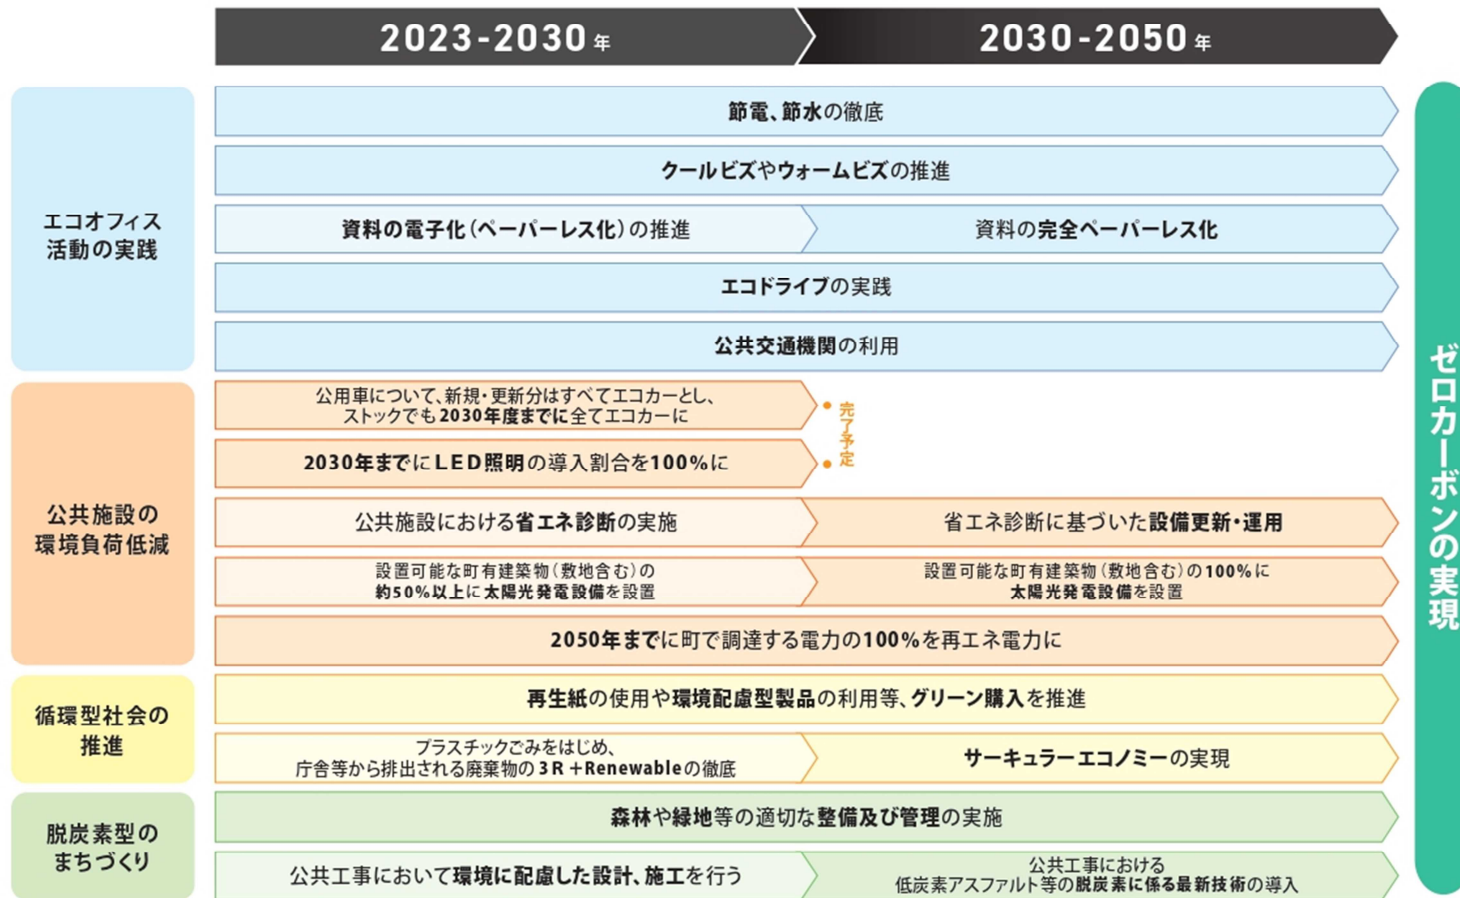 2023-2030年
2030-2050年
エコオフィス
活動の実践
節電、節水の徹底
クールビズやウォームビズの推進
資料の電子化（ペーパーレス化）の推進
資料の完全ペーパーレス化
エコドライブの実践
公共交通機関の利用
公共施設の
環境負荷低減
公用車について、新規・更新分はすべてエコカーとし、
ストックでも2030年度までに全てエコカーに
2030年までにLED照明の導入割合を100%に
完了予定
公共施設における省エネ診断の実施
省エネ診断に基づいた設備更新・運用
設置可能な町有建築物（敷地含む）の
約50%以上に太陽光発電設備を設置
設置可能な町有建築物（敷地含む）の100%に
太陽光発電設備を設置
2050年までに町で調達する電力の100%を再エネ電力に
循環型社会の
推進
再生紙の使用や環境配慮型製品の利用等、グリーン購入を推進
プラスチックごみをはじめ、
庁舎等から排出される廃棄物の3R+Renewableの徹底
サーキュラーエコノミーの実現
脱炭素型の
まちづくり
森林や緑地等の適切な整備及び管理の実施
公共工事において環境に配慮した設計、施工を行う
公共工事における
低炭素アスファルト等の脱炭素に係る最新技術の導入
ゼロカーボンの実現